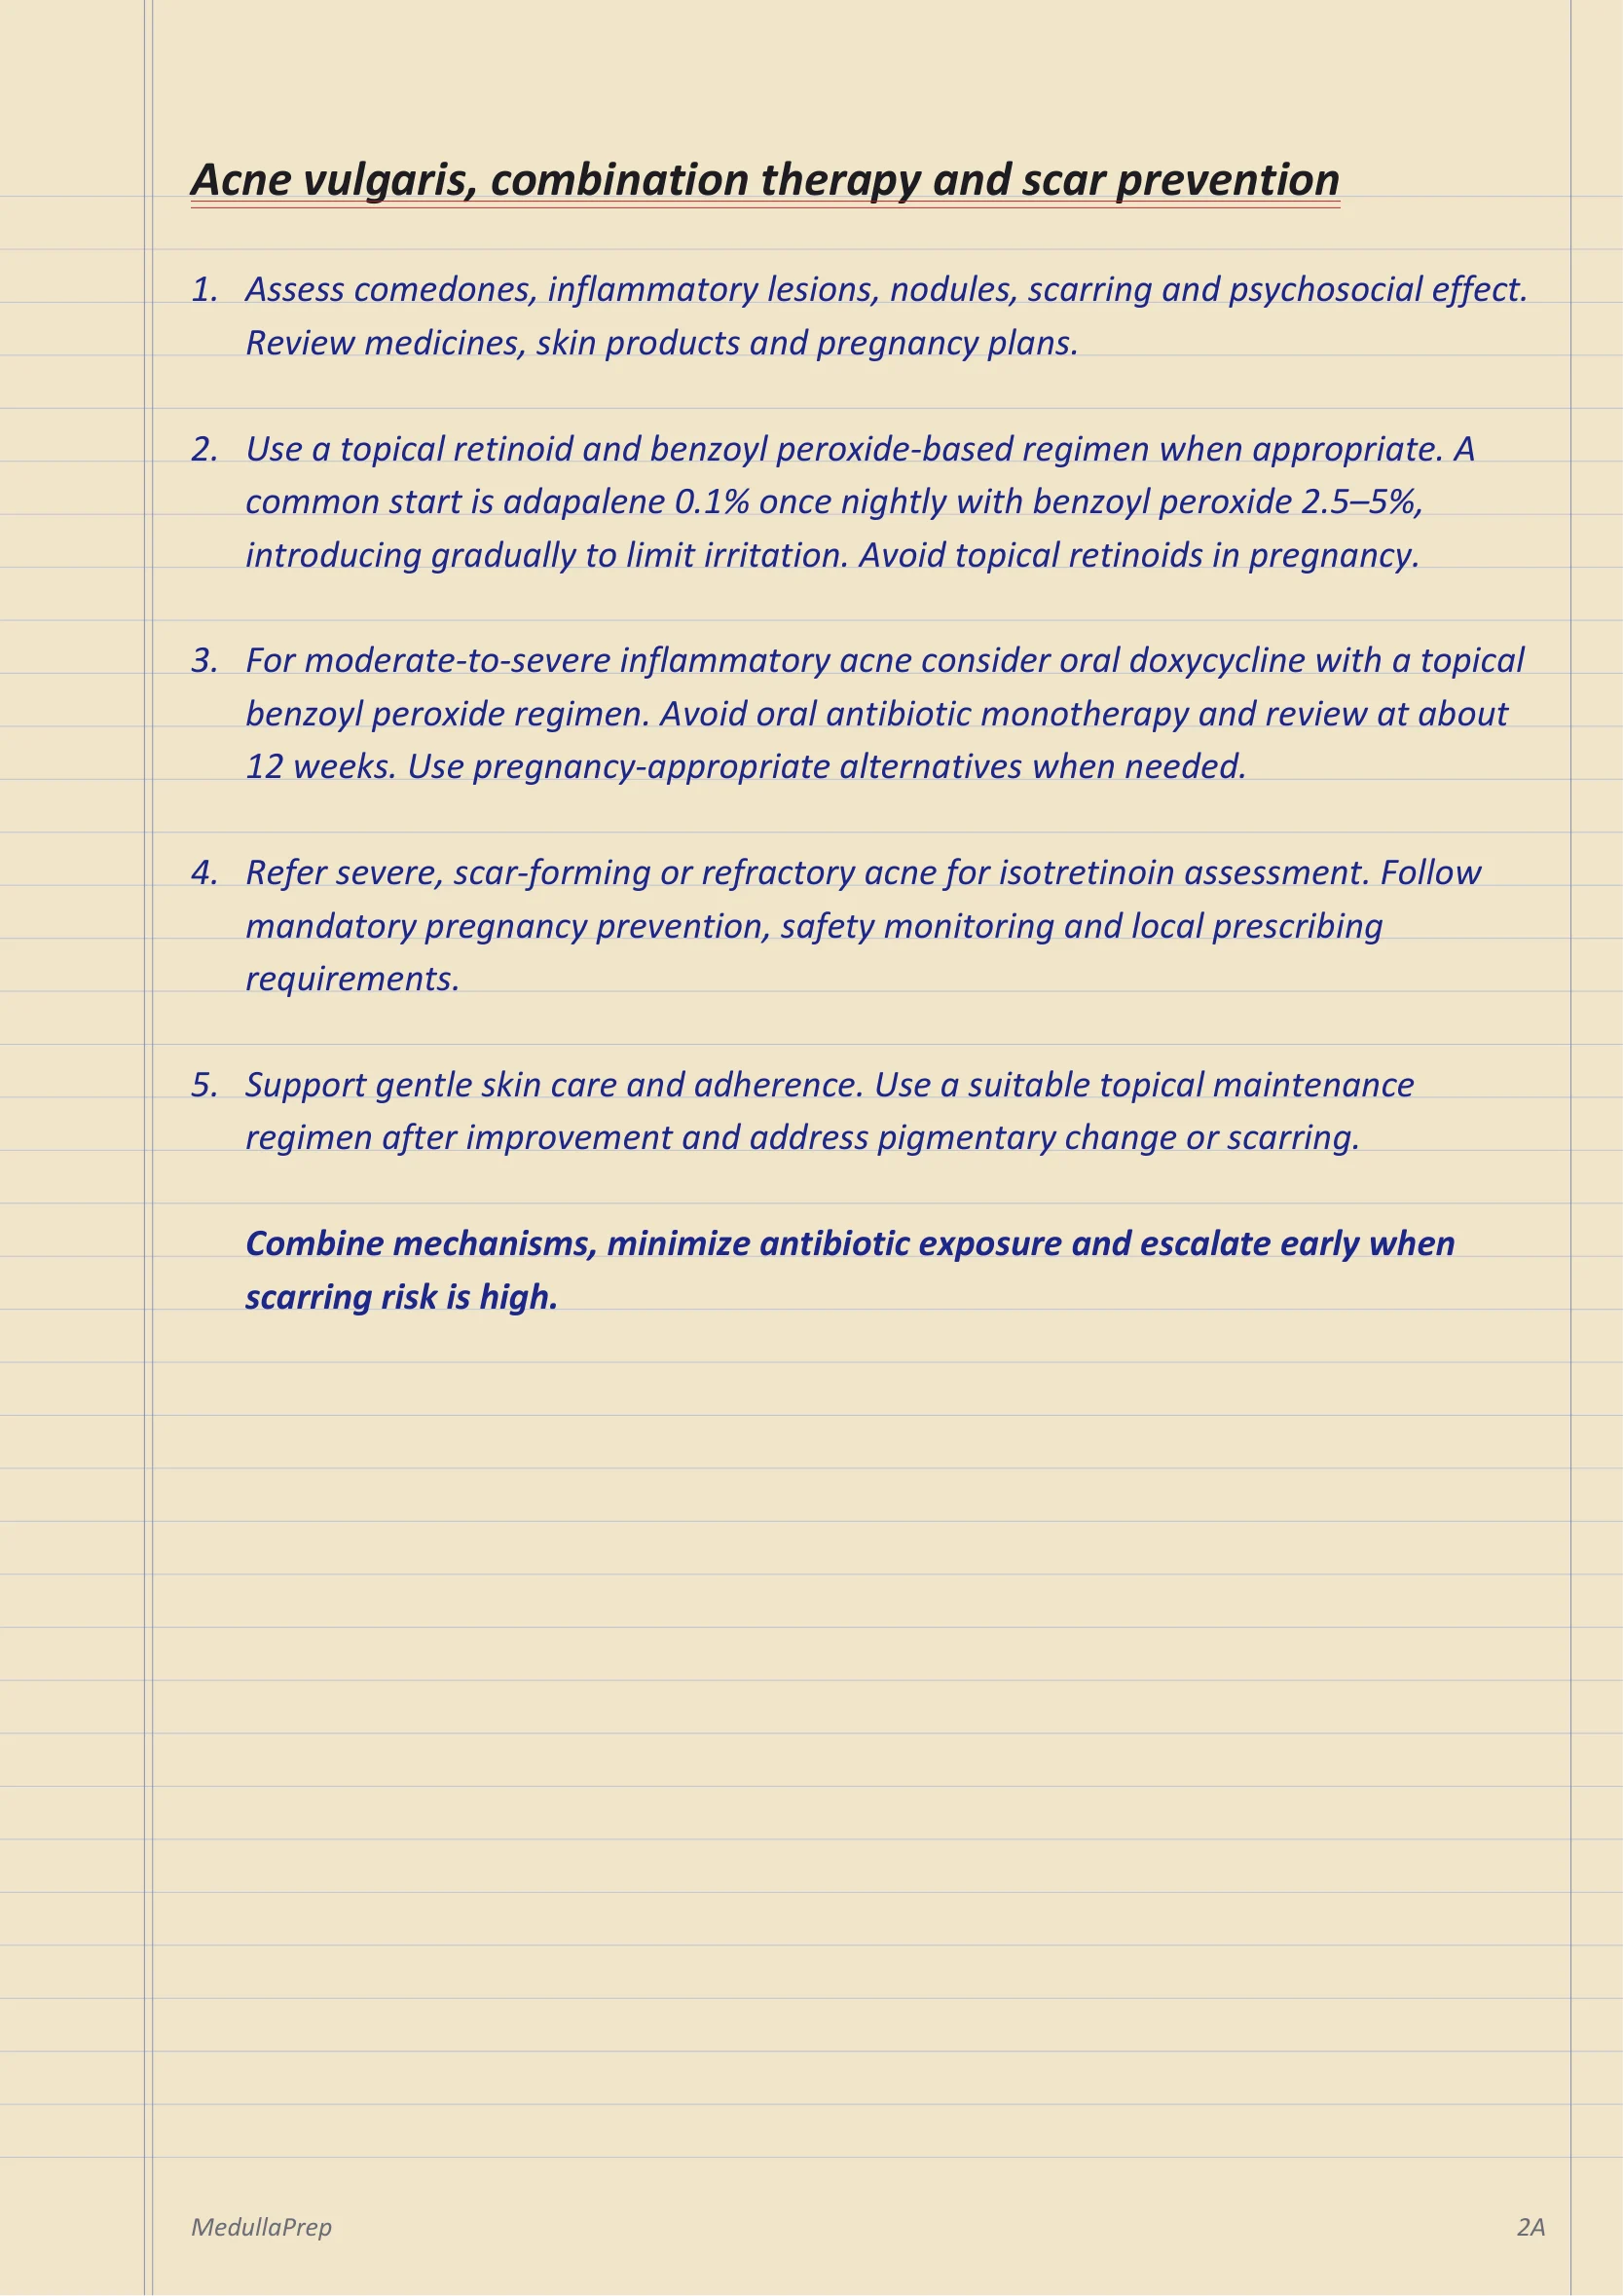 Acne vulgaris, combination therapy and scar prevention
1. Assess comedones, inflammatory lesions, nodules, scarring and psychosocial effect.
Review medicines, skin products and pregnancy plans.
2. Use a topical retinoid and benzoyl peroxide-based regimen when appropriate. A
common start is adapalene 0.1% once nightly with benzoyl peroxide 2.5–5%,
introducing gradually to limit irritation. Avoid topical retinoids in pregnancy.
3. For moderate-to-severe inflammatory acne consider oral doxycycline with a topical
benzoyl peroxide regimen. Avoid oral antibiotic monotherapy and review at about
12 weeks. Use pregnancy-appropriate alternatives when needed.
4. Refer severe, scar-forming or refractory acne for isotretinoin assessment. Follow
mandatory pregnancy prevention, safety monitoring and local prescribing
requirements.
5. Support gentle skin care and adherence. Use a suitable topical maintenance
regimen after improvement and address pigmentary change or scarring.
Combine mechanisms, minimize antibiotic exposure and escalate early when
scarring risk is high.
MedullaPrep
2A